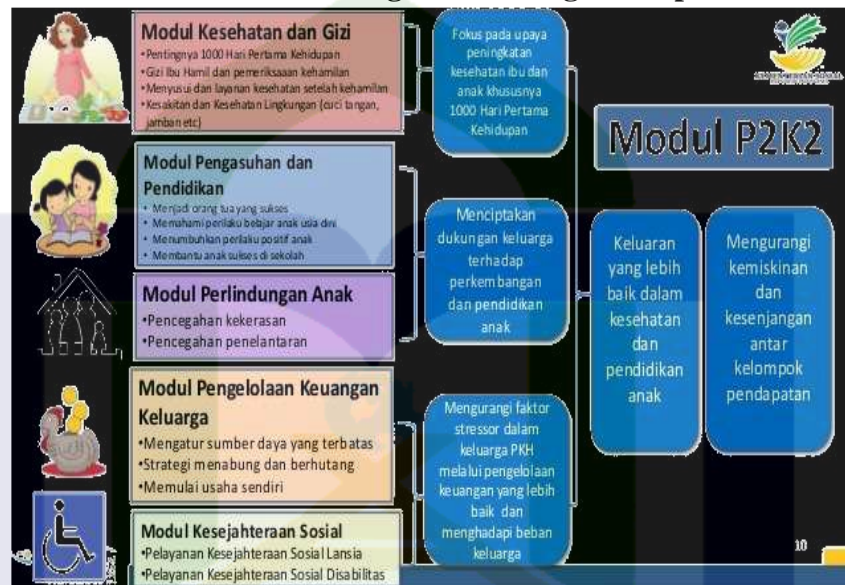 Modul Kesehatan dan Gizi
•Pentingnya 1000 Hari Pertama Kehidupan
•Gizi Ibu Hamil dan pemeriksaaan kehamilan
•Menyusui dan layanan kesehatan setelah kehamilan
•Kesakitan dan Kesehatan Lingkungan (cuci tangan,
jamban etc)
Fokus pada upaya
peningkatan
kesehatan ibu dan
anak khususnya
1000 Hari Pertama
Kehidupan
Modul P2K2
Modul Pengasuhan dan
Pendidikan
• Menjadi orang tua yang sukses
• Memahami perilaku belajar anak usia dini
• Menumbuhkan perilaku positif anak
• Membantu anak sukses di sekolah
Modul Perlindungan Anak
•Pencegahan kekerasan
•Pencegahan penelantaran
Menciptakan
dukungan keluarga
terhadap
perkembangan
dan pendidikan
anak
Keluaran
yang lebih
baik dalam
kesehatan
dan
pendidikan
anak
Mengurangi
kemiskinan
dan
kesenjangan
antar
kelompok
pendapatan
Modul Pengelolaan Keuangan
Keluarga
•Mengatur sumber daya yang terbatas
•Strategi menabung dan berhutang
•Memulai usaha sendiri
Modul Kesejahteraan Sosial
•Pelayanan Kesejahteraan Sosial Lansia
•Pelayanan Kesejahteraan Sosial Disabilitas
Mengurangi faktor
stressor dalam
keluarga PKH
melalui pengelolaan
keuangan yang lebih
baik dan
menghadapi beban
keluarga
10